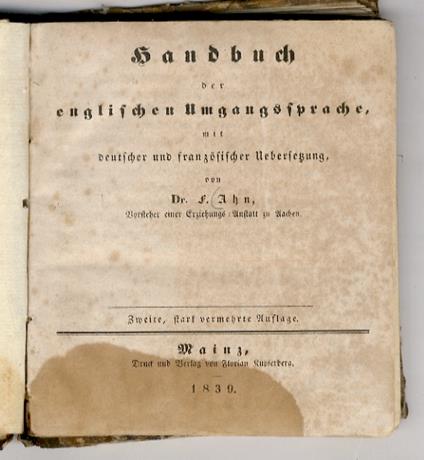 Handbuch
der
englischen Umgangssprache,
mit
deutscher und französischer Uebersetzung,
von
Dr. F. Ahn,
Vorsteher einer Erziehungs-Anstalt zu Aachen.
Zweite, stark vermehrte Auflage.
Mainz,
Druck und Verlag von Florian Kupferberg.
1839.